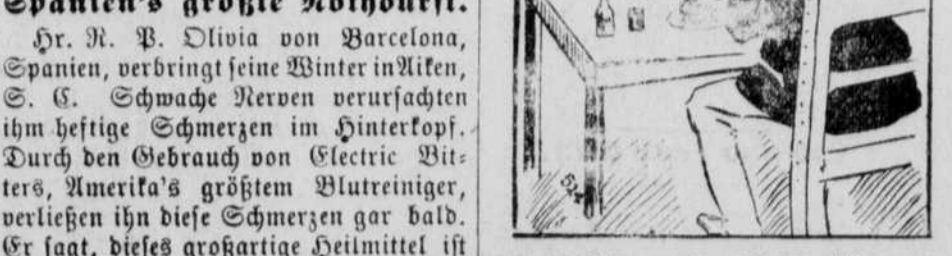 Spanien's größte Nothdurft.
Hr. R. P. Olivia von Barcelona,
Spanien, verbringt seine Winter in Aiken,
S. C. Schwache Nerven verursachten
ihm heftige Schmerzen im Hinterkopf.
Durch den Gebrauch von Electric Bit-
ters, Amerika's größtem Blutreiniger,
verließen ihn diese Schmerzen gar bald.
Er sagt, dieses großartige Heilmittel ist